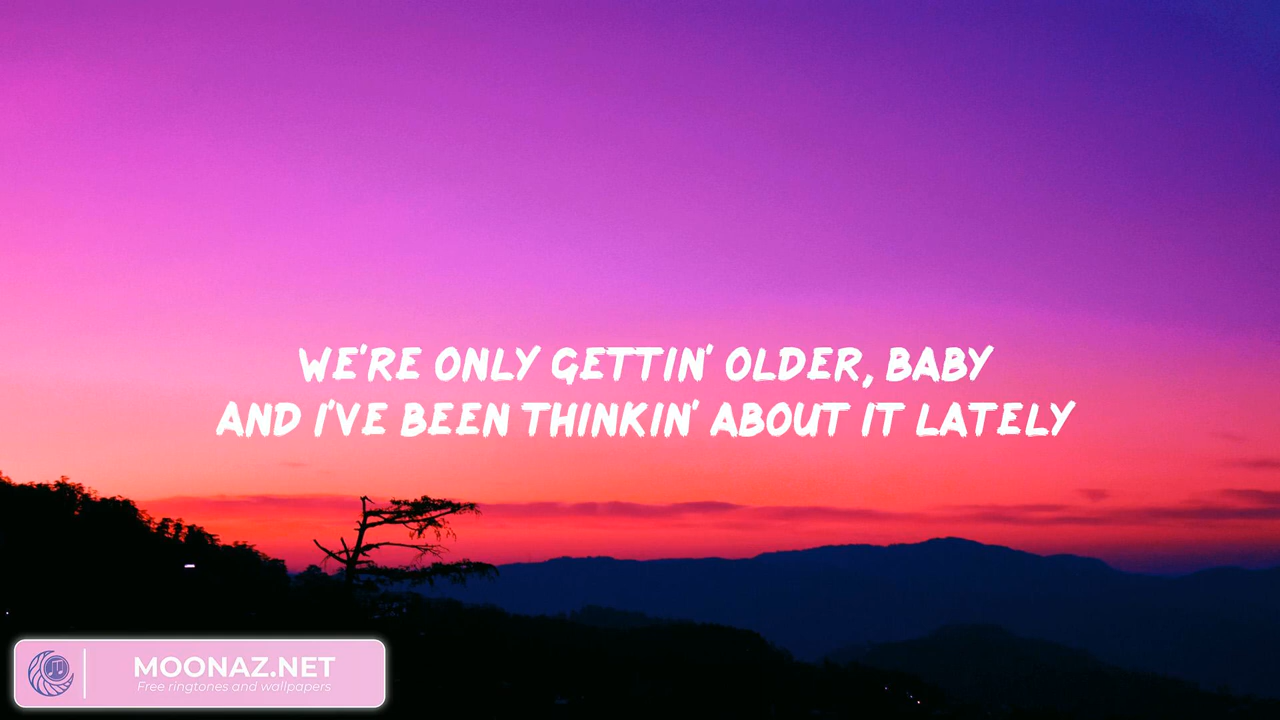 WE'RE ONLY GETTIN' OLDER, BABY
AND I'VE BEEN THINKIN' ABOUT IT LATELY
MOONAZ.NET
Free ringtones and wallpapers